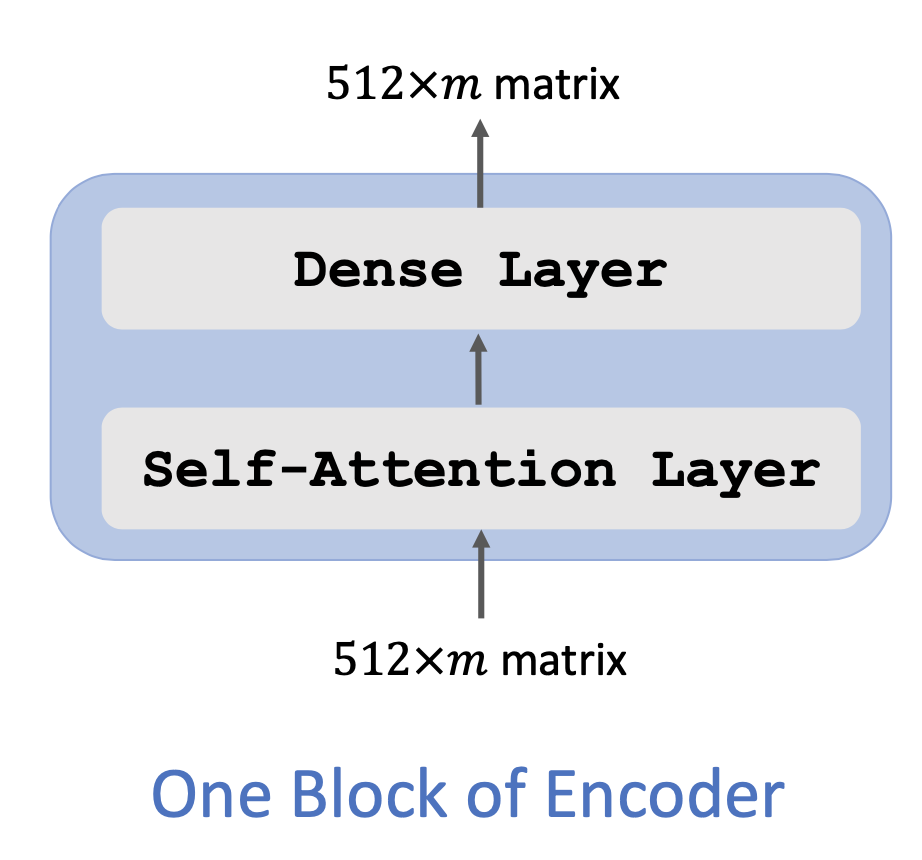 512×m matrix
Dense Layer
Self-Attention Layer
512×m matrix
One Block of Encoder